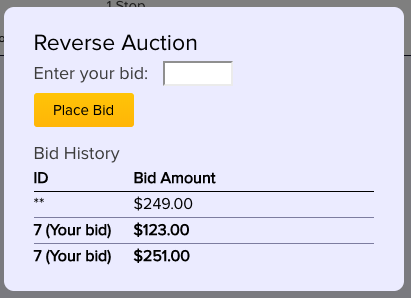 1 Stop
Reverse Auction
Enter your bid:
Place Bid
Bid History
ID Bid Amount
** $249.00
7 (Your bid) $123.00
7 (Your bid) $251.00